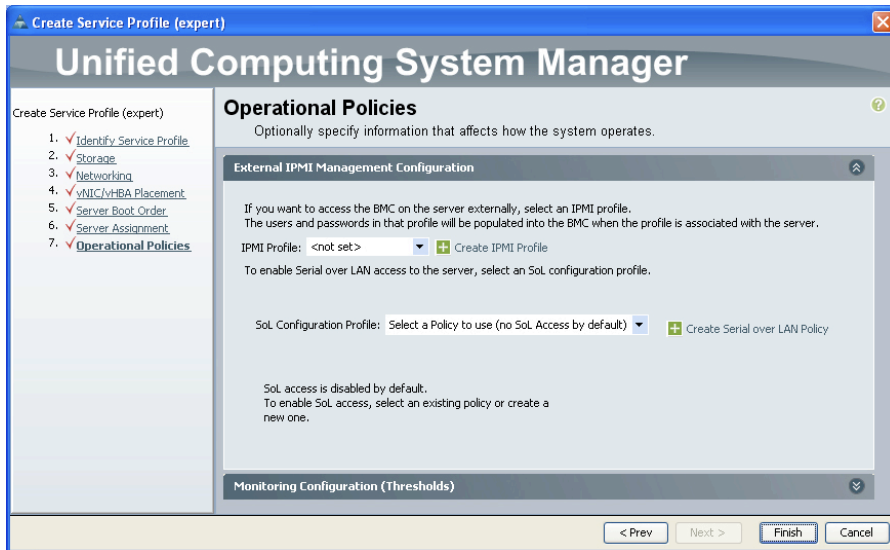 Create Service Profile (expert)
Unified Computing System Manager
Create Service Profile (expert)
1. Identify Service Profile
2. Storage
3. Networking
4. vNIC/vHBA Placement
5. Server Boot Order
6. Server Assignment
7. Operational Policies
Operational Policies
Optionally specify information that affects how the system operates.
External IPMI Management Configuration
If you want to access the BMC on the server externally, select an IPMI profile.
The users and passwords in that profile will be populated into the BMC when the profile is associated with the server.
IPMI Profile: <not set> Create IPMI Profile
To enable Serial over LAN access to the server, select an SoL configuration profile.
SoL Configuration Profile: Select a Policy to use (no SoL Access by default) Create Serial over LAN Policy
SoL access is disabled by default.
To enable SoL access, select an existing policy or create a
new one.
Monitoring Configuration (Thresholds)
< Prev Next > Finish Cancel